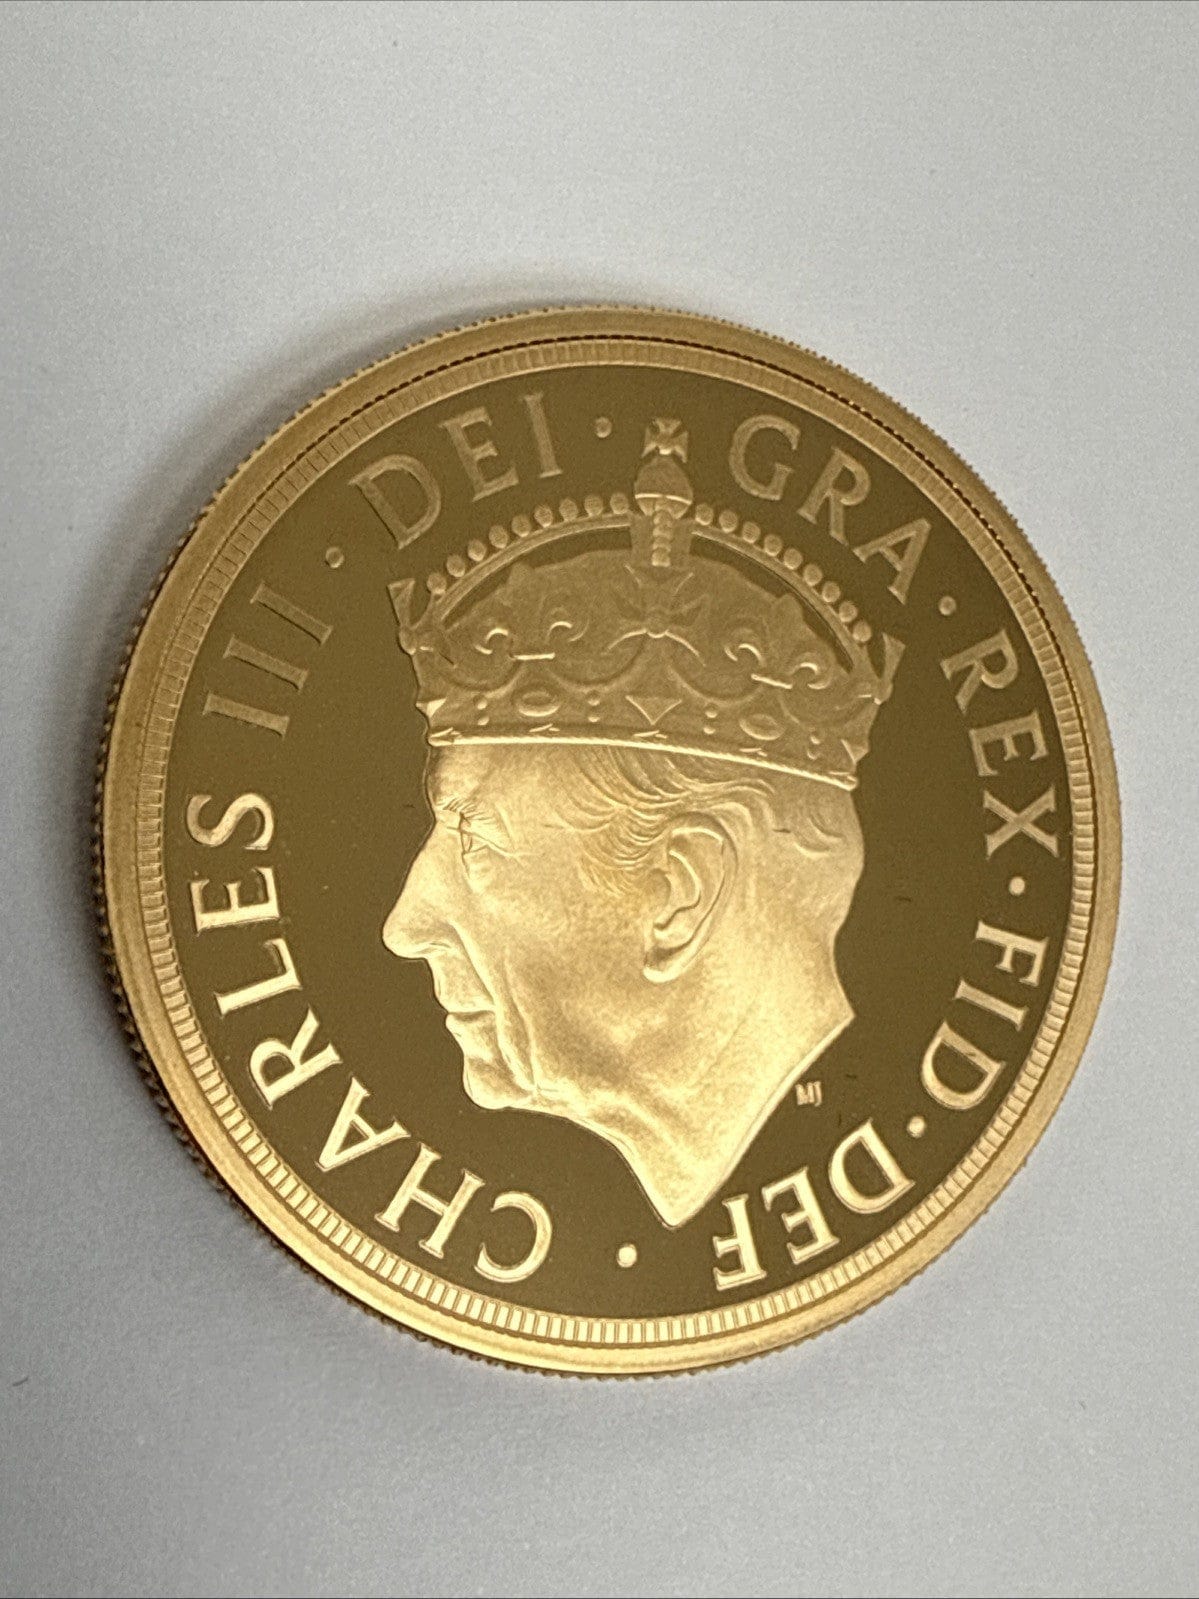 CHARLES III · DEI · GRA · REX · FID · DEF ·
MJ